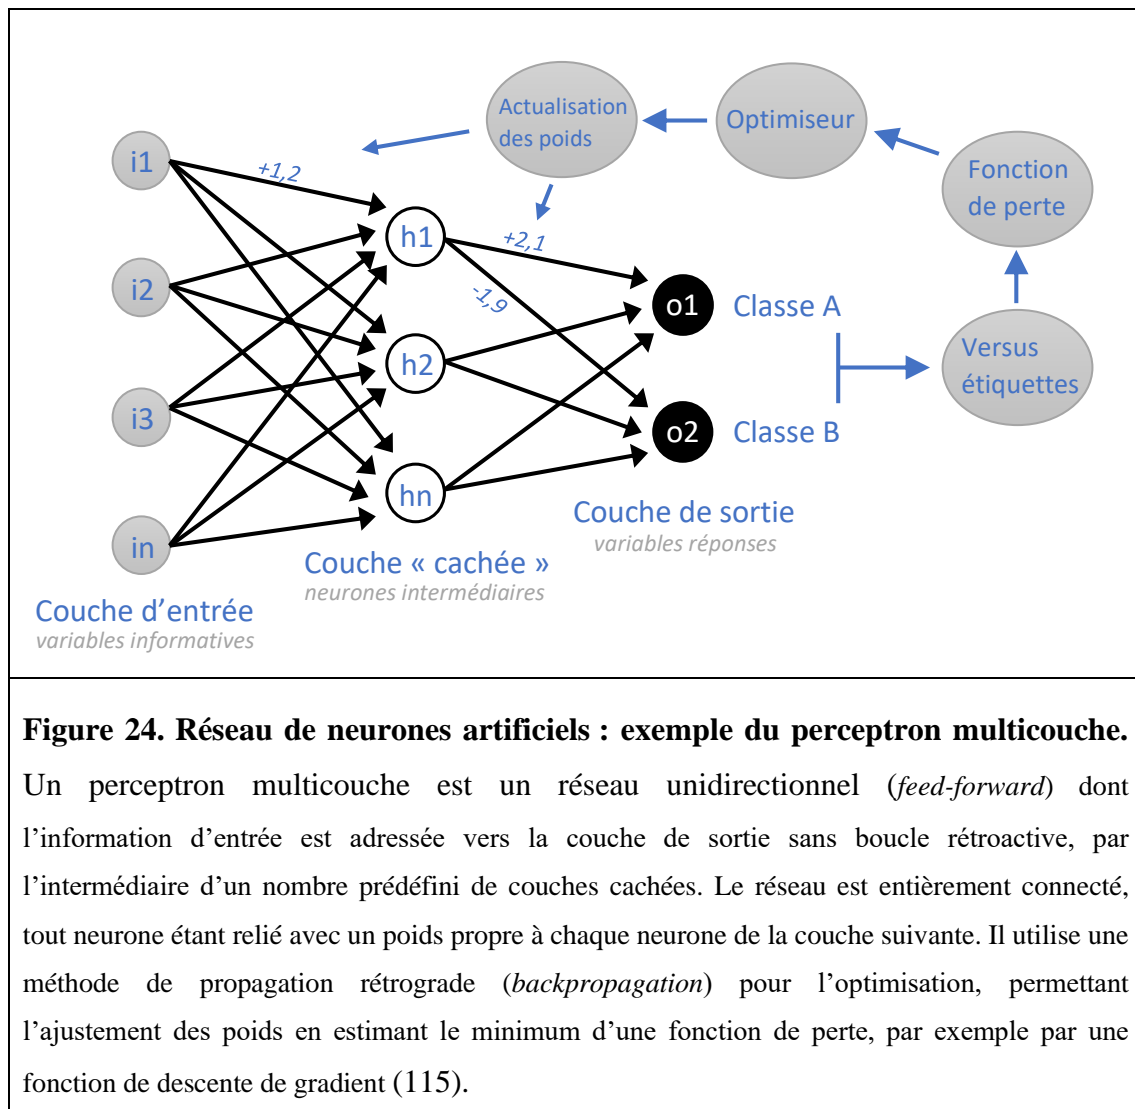 Actualisation
des poids
Optimiseur
Fonction
de perte
i1
+1,2
h1
+2,1
i2
-1,9
o1
Classe A
h2
Versus
étiquettes
i3
o2
Classe B
hn
Couche de sortie
variables réponses
in
Couche « cachée »
neurones intermédiaires
Couche d’entrée
variables informatives
Figure 24. Réseau de neurones artificiels : exemple du perceptron multicouche.
Un perceptron multicouche est un réseau unidirectionnel (feed-forward) dont
l’information d’entrée est adressée vers la couche de sortie sans boucle rétroactive, par
l’intermédiaire d’un nombre prédéfini de couches cachées. Le réseau est entièrement connecté,
tout neurone étant relié avec un poids propre à chaque neurone de la couche suivante. Il utilise une
méthode de propagation rétrograde (backpropagation) pour l’optimisation, permettant
l’ajustement des poids en estimant le minimum d’une fonction de perte, par exemple par une
fonction de descente de gradient (115).